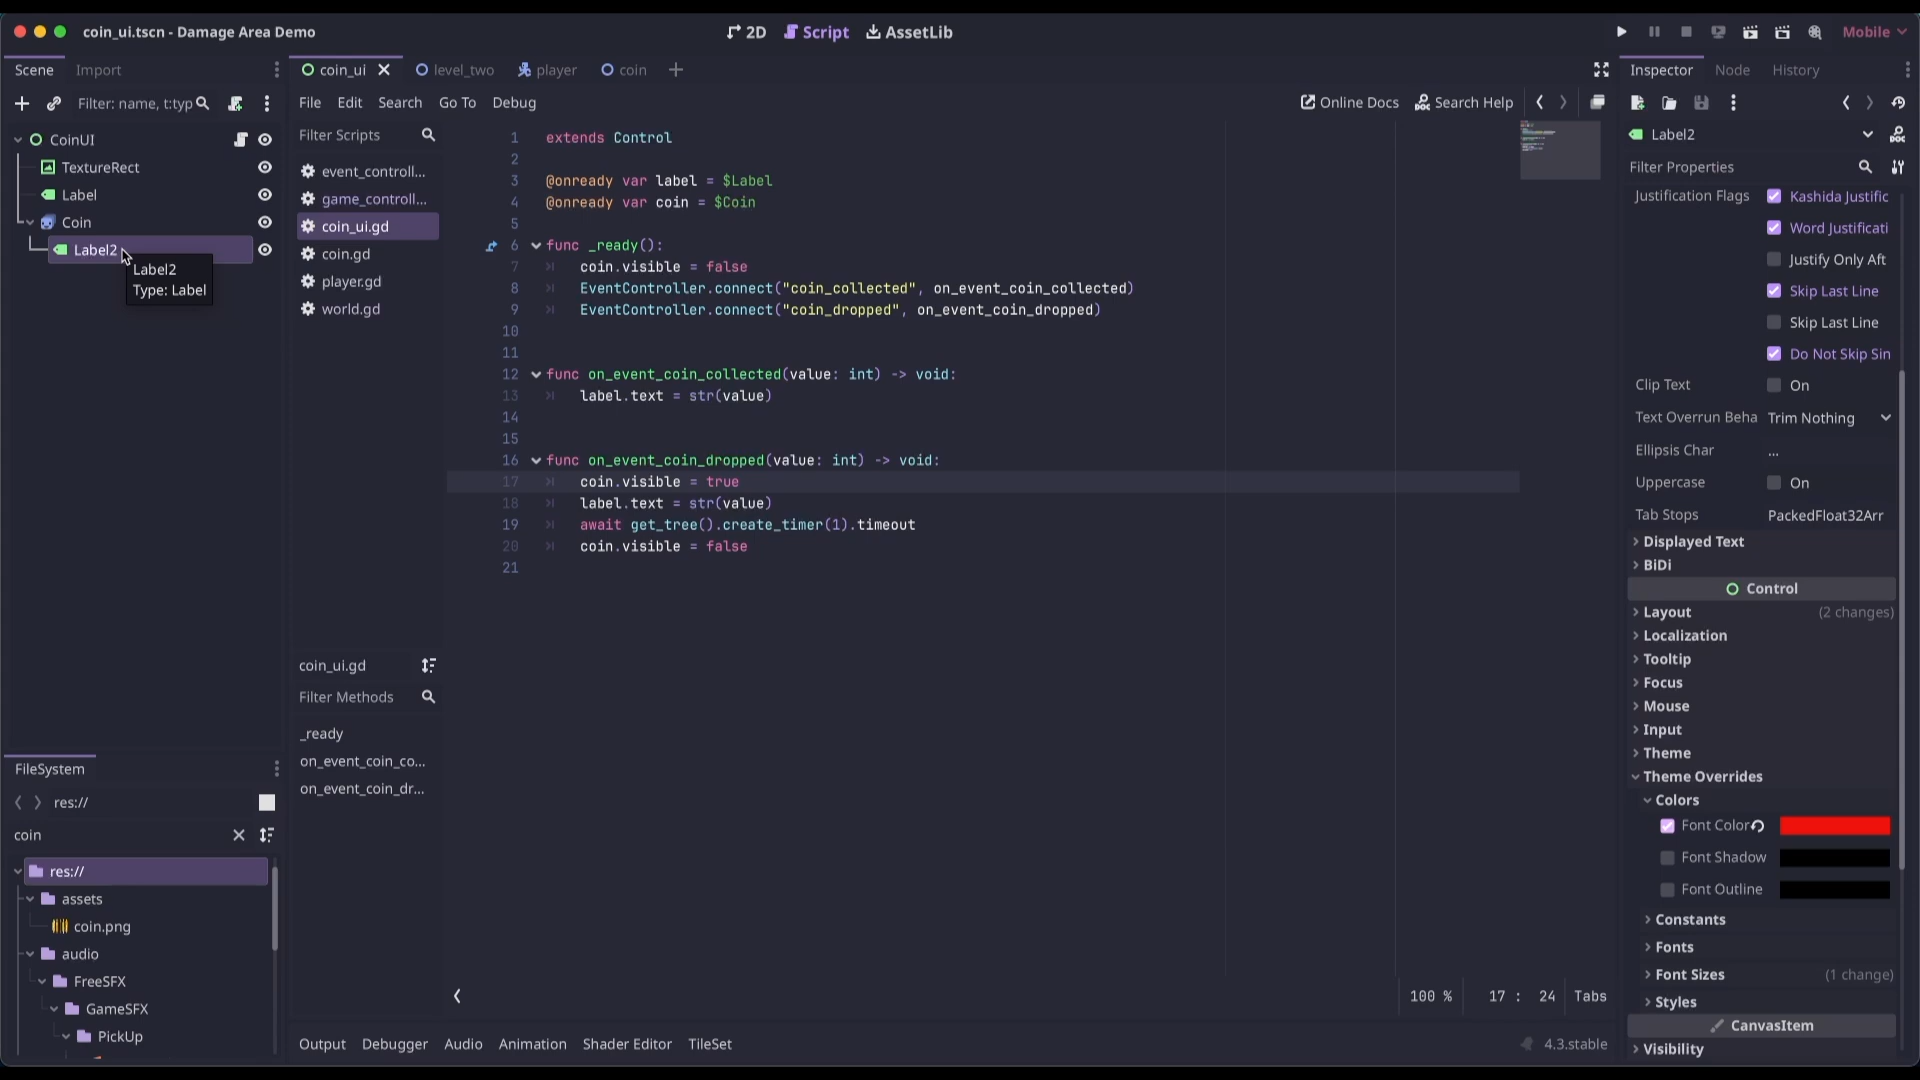 coin_ui.tscn - Damage Area Demo
2D
Script
AssetLib
Mobile
Scene
Import
coin_ui
level_two
player
coin
Inspector
Node
History
Filter: name, t:typ
File
Edit
Search
Go To
Debug
Online Docs
Search Help
CoinUI
TextureRect
Label
Coin
Label2
Label2
Type: Label
Filter Scripts
event_controll...
game_controll...
coin_ui.gd
coin.gd
player.gd
world.gd
coin_ui.gd
Filter Methods
_ready
on_event_coin_co...
on_event_coin_dr...
1 extends Control
2
3 @onready var label = $Label
4 @onready var coin = $Coin
5
6 func _ready():
7 coin.visible = false
8 EventController.connect("coin_collected", on_event_coin_collected)
9 EventController.connect("coin_dropped", on_event_coin_dropped)
10
11
12 func on_event_coin_collected(value: int) -> void:
13 label.text = str(value)
14
15
16 func on_event_coin_dropped(value: int) -> void:
17 coin.visible = true
18 label.text = str(value)
19 await get_tree().create_timer(1).timeout
20 coin.visible = false
21
100 %
17 : 24
Tabs
Output
Debugger
Audio
Animation
Shader Editor
TileSet
4.3.stable
FileSystem
res://
coin
res://
assets
coin.png
audio
FreeSFX
GameSFX
PickUp
Label2
Filter Properties
Justification Flags
Kashida Justific
Word Justificati
Justify Only Aft
Skip Last Line
Skip Last Line
Do Not Skip Sin
Clip Text
On
Text Overrun Beha
Trim Nothing
Ellipsis Char
...
Uppercase
On
Tab Stops
PackedFloat32Arr
Displayed Text
BiDi
Control
Layout (2 changes)
Localization
Tooltip
Focus
Mouse
Input
Theme
Theme Overrides
Colors
Font Color
Font Shadow
Font Outline
Constants
Fonts
Font Sizes (1 change)
Styles
CanvasItem
Visibility